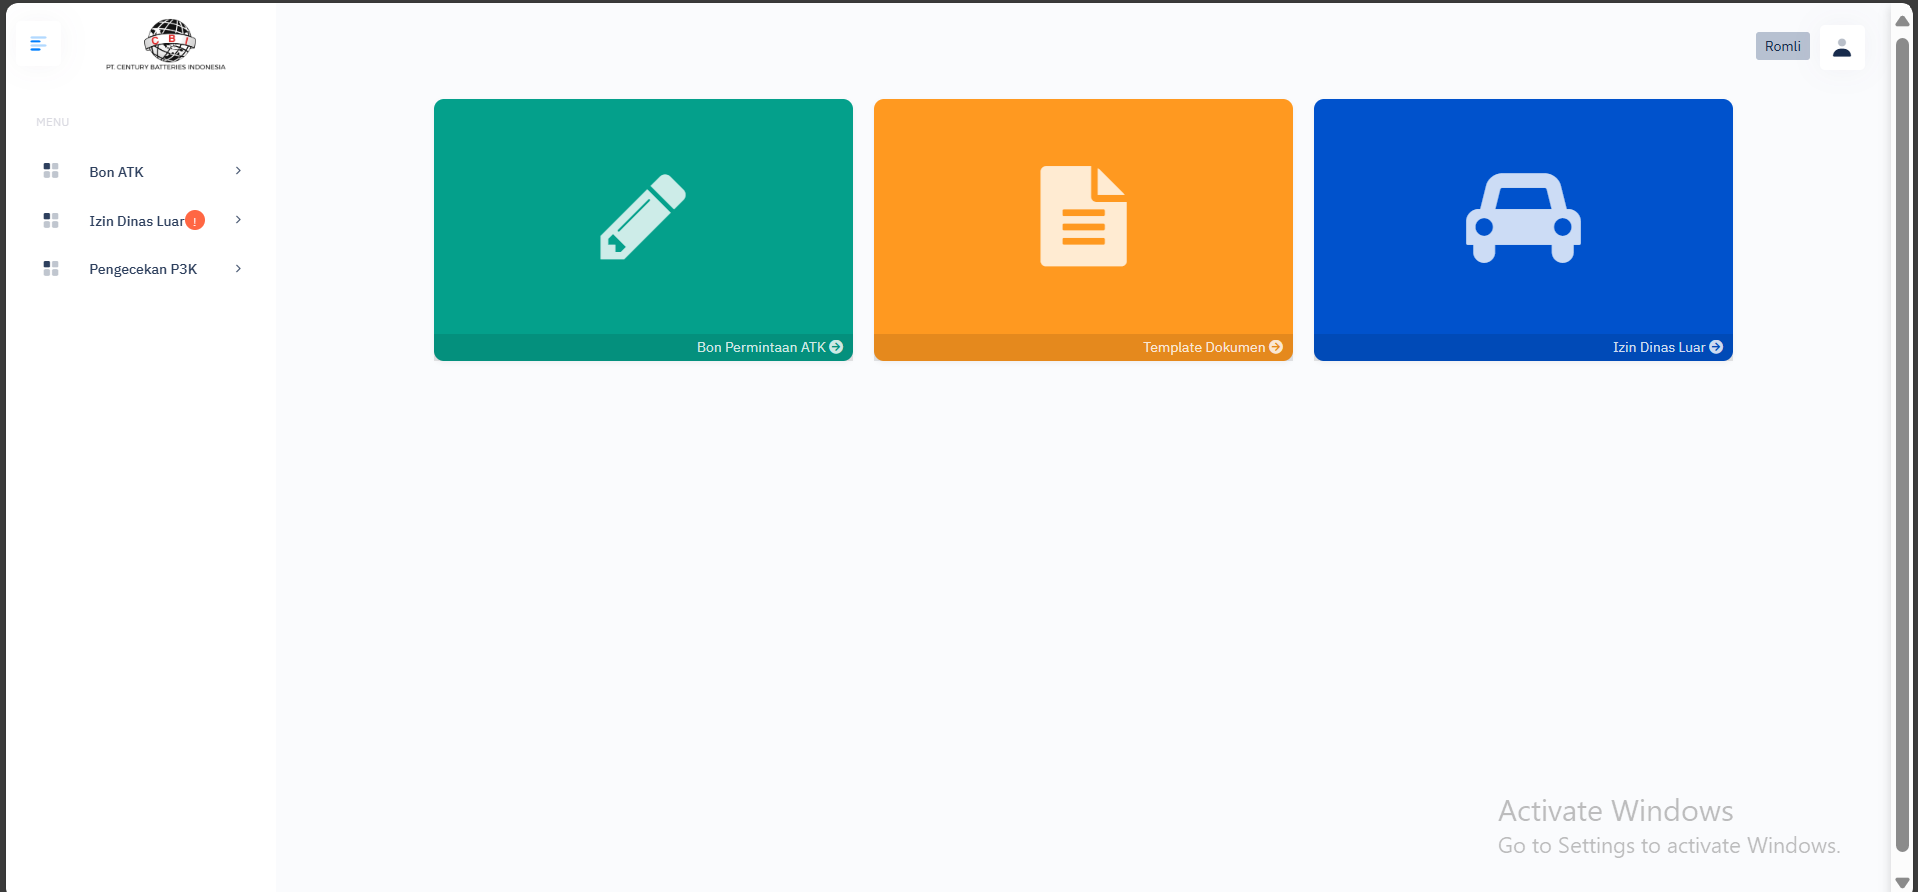 CBI
PT. CENTURY BATTERIES INDONESIA
Romli
MENU
Bon ATK
Izin Dinas Luar !
Pengecekan P3K
Bon Permintaan ATK
Template Dokumen
Izin Dinas Luar
Activate Windows
Go to Settings to activate Windows.